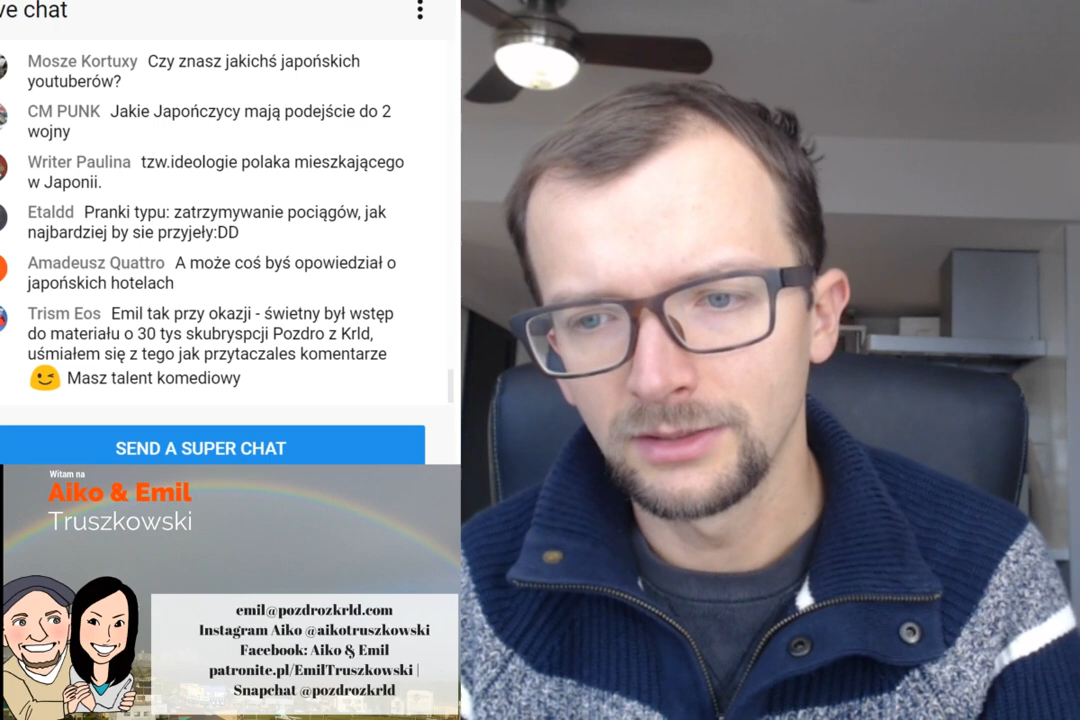 ve chat
Mosze Kortuxy Czy znasz jakichś japońskich
youtuberów?
CM PUNK Jakie Japończycy mają podejście do 2
wojny
Writer Paulina tzw.ideologie polaka mieszkającego
w Japonii.
Etaldd Pranki typu: zatrzymywanie pociągów, jak
najbardziej by sie przyjeły:DD
Amadeusz Quattro A może coś byś opowiedział o
japońskich hotelach
Trism Eos Emil tak przy okazji - świetny był wstęp
do materiału o 30 tys skubryspcji Pozdro z Krld,
uśmiałem się z tego jak przytaczales komentarze
😉 Masz talent komediowy
SEND A SUPER CHAT
Witam na
Aiko & Emil
Truszkowski
emil@pozdrozkrld.com
Instagram Aiko @aikotruszkowski
Facebook: Aiko & Emil
patronite.pl/EmilTruszkowski |
Snapchat @pozdrozkrld